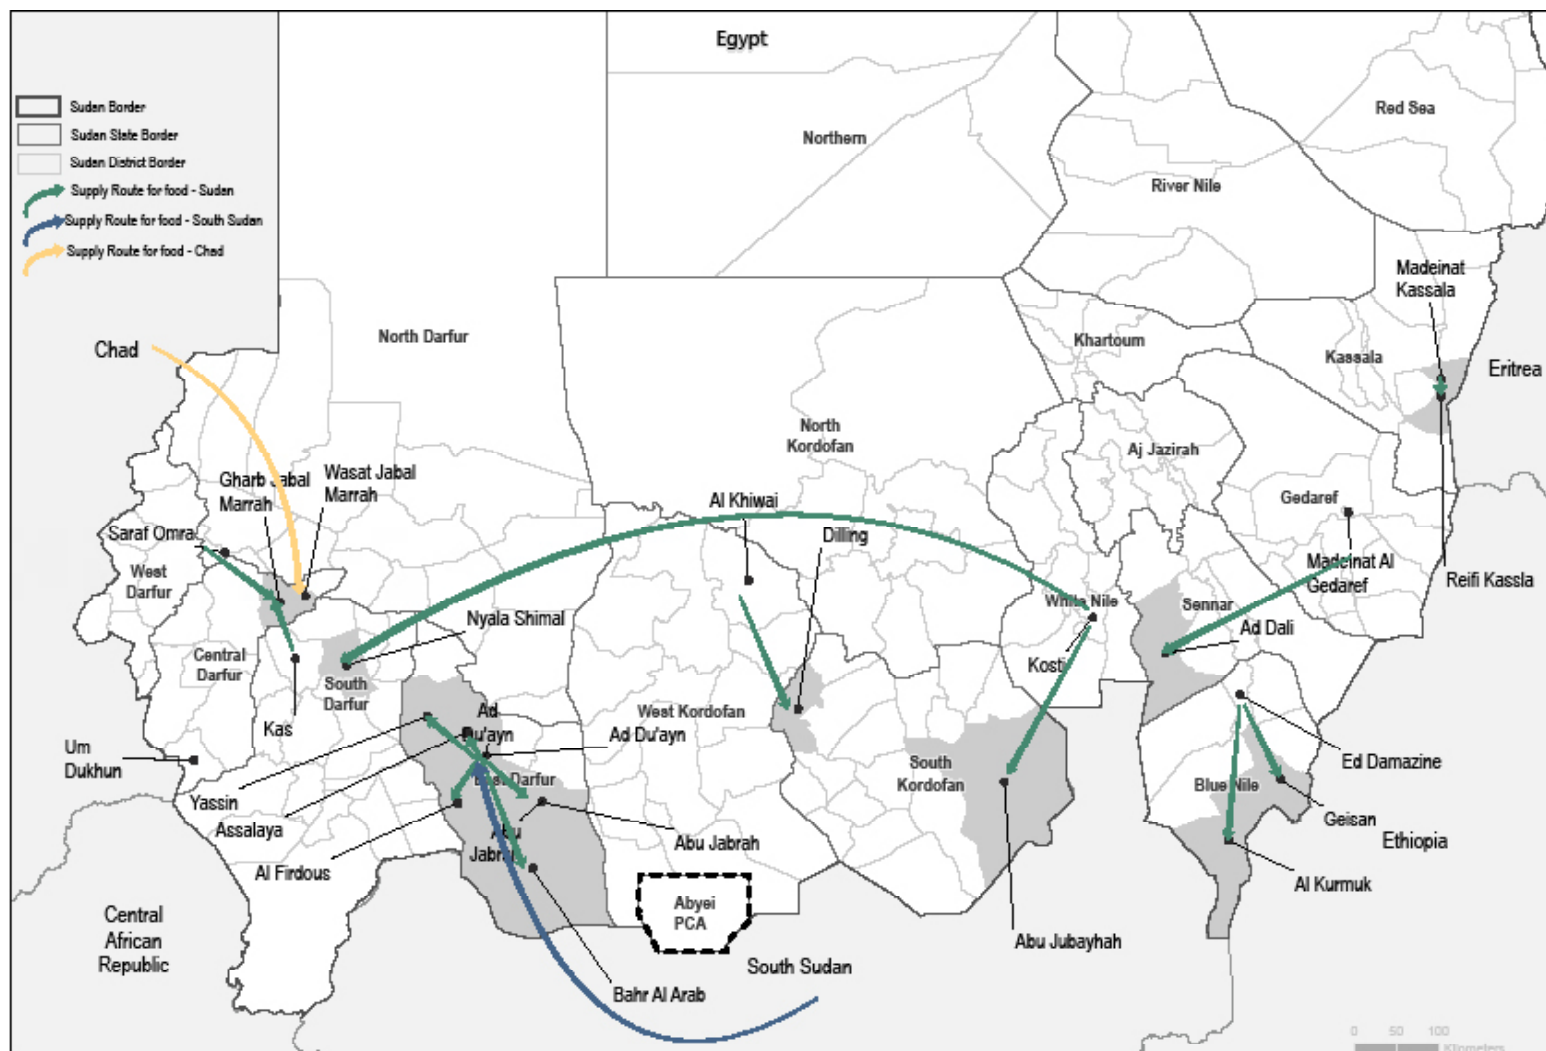 Egypt
Sudan Border
Sudan State Border
Sudan District Border
Supply Route for food - Sudan
Supply Route for food - South Sudan
Supply Route for food - Chad
Northern
Red Sea
River Nile
Madeinat
Kassala
North Darfur
Chad
Khartoum
Kassala
Eritrea
North
Kordofan
Aj Jazirah
Gharb Jabal
Marrah
Wasat Jabal
Marrah
Al Khiwai
Gedaref
Saraf Omra
Dilling
West
Darfur
Madeinat Al
Gedaref
Reifi Kassla
White Nile
Sennar
Nyala Shimal
Ad Dali
Central
Darfur
South
Darfur
Kosti
Kas
Ad
Du'ayn
West Kordofan
Ad Du'ayn
Um
Dukhun
Ed Damazine
South
Kordofan
East Darfur
Blue Nile
Yassin
Assalaya
Geisan
Ethiopia
Abu
Jabrah
Abu Jabrah
Al Firdous
Al Kurmuk
Abyei
PCA
Central
African
Republic
Abu Jubayhah
South Sudan
Bahr Al Arab
0 50 100
Kilometers